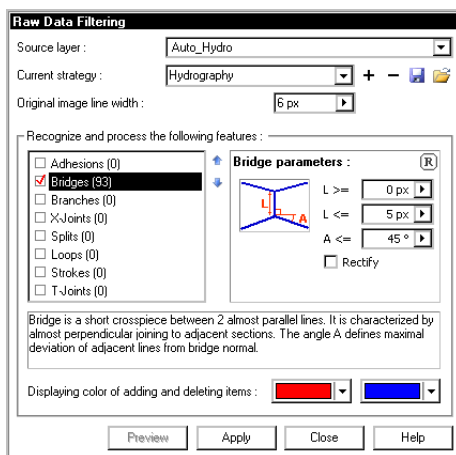 Raw Data Filtering
Source layer : Auto_Hydro
Current strategy : Hydrography
Original image line width : 6 px
Recognize and process the following features :
Adhesions (0)
Bridges (93)
Branches (0)
X-Joints (0)
Splits (0)
Loops (0)
Strokes (0)
T-Joints (0)
Bridge parameters : R
L
A
L >= 0 px
L <= 5 px
A <= 45 °
Rectify
Bridge is a short crosspiece between 2 almost parallel lines. It is characterized by
almost perpendicular joining to adjacent sections. The angle A defines maximal
deviation of adjacent lines from bridge normal.
Displaying color of adding and deleting items :
Preview Apply Close Help